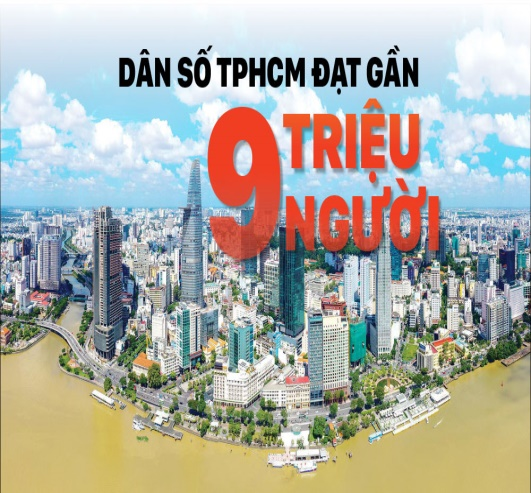 DÂN SỐ TPHCM ĐẠT GẦN
9 TRIỆU
NGƯỜI